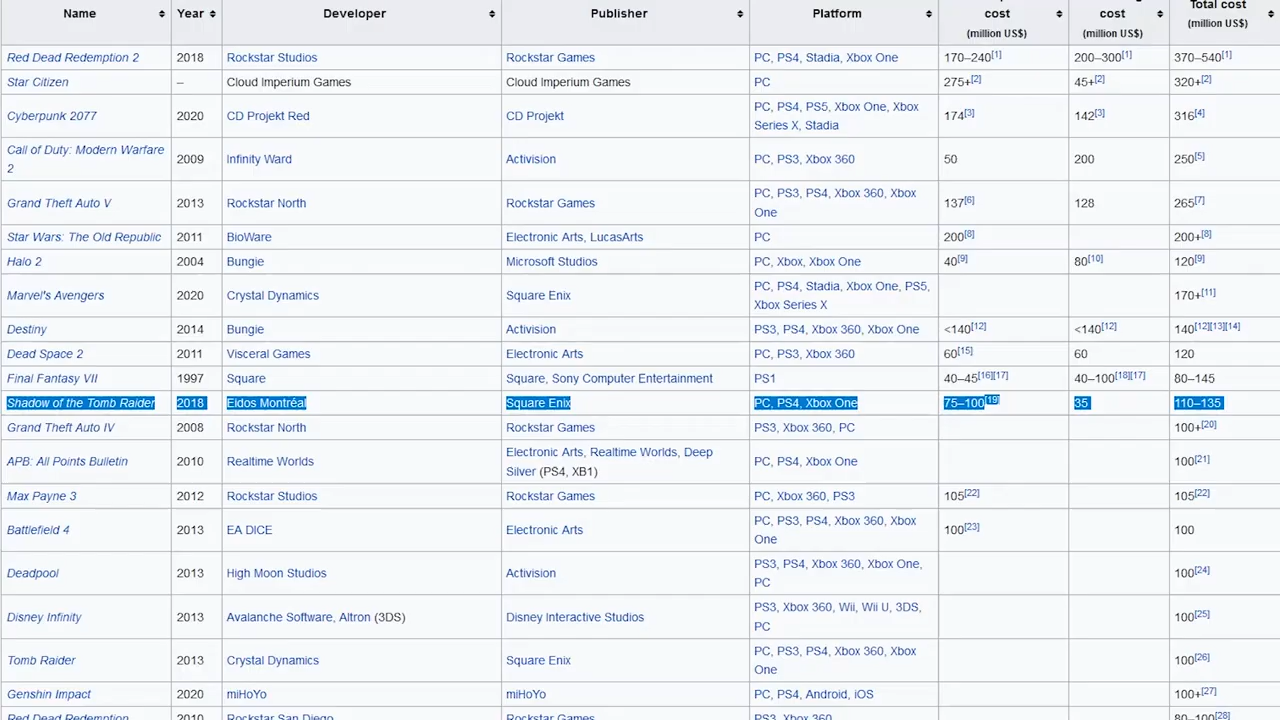 Name Year Developer Publisher Platform cost (million US$) cost (million US$) Total cost (million US$)
Red Dead Redemption 2 2018 Rockstar Studios Rockstar Games PC, PS4, Stadia, Xbox One 170–240[1] 200–300[1] 370–540[1]
Star Citizen – Cloud Imperium Games Cloud Imperium Games PC 275+[2] 45+[2] 320+[2]
Cyberpunk 2077 2020 CD Projekt Red CD Projekt PC, PS4, PS5, Xbox One, Xbox
Series X, Stadia 174[3] 142[3] 316[4]
Call of Duty: Modern Warfare
2 2009 Infinity Ward Activision PC, PS3, Xbox 360 50 200 250[5]
Grand Theft Auto V 2013 Rockstar North Rockstar Games PC, PS3, PS4, Xbox 360, Xbox
One 137[6] 128 265[7]
Star Wars: The Old Republic 2011 BioWare Electronic Arts, LucasArts PC 200[8] 200+[8]
Halo 2 2004 Bungie Microsoft Studios PC, Xbox, Xbox One 40[9] 80[10] 120[9]
Marvel's Avengers 2020 Crystal Dynamics Square Enix PC, PS4, Stadia, Xbox One, PS5,
Xbox Series X 170+[11]
Destiny 2014 Bungie Activision PS3, PS4, Xbox 360, Xbox One <140[12] <140[12] 140[12][13][14]
Dead Space 2 2011 Visceral Games Electronic Arts PC, PS3, Xbox 360 60[15] 60 120
Final Fantasy VII 1997 Square Square, Sony Computer Entertainment PS1 40–45[16][17] 40–100[18][17] 80–145
Shadow of the Tomb Raider 2018 Eidos Montréal Square Enix PC, PS4, Xbox One 75–100[19] 35 110–135
Grand Theft Auto IV 2008 Rockstar North Rockstar Games PS3, Xbox 360, PC 100+[20]
APB: All Points Bulletin 2010 Realtime Worlds Electronic Arts, Realtime Worlds, Deep
Silver (PS4, XB1) PC, PS4, Xbox One 100[21]
Max Payne 3 2012 Rockstar Studios Rockstar Games PC, Xbox 360, PS3 105[22] 105[22]
Battlefield 4 2013 EA DICE Electronic Arts PC, PS3, PS4, Xbox 360, Xbox
One 100[23] 100
Deadpool 2013 High Moon Studios Activision PS3, PS4, Xbox 360, Xbox One,
PC 100[24]
Disney Infinity 2013 Avalanche Software, Altron (3DS) Disney Interactive Studios PS3, Xbox 360, Wii, Wii U, 3DS,
PC 100[25]
Tomb Raider 2013 Crystal Dynamics Square Enix PC, PS3, PS4, Xbox 360, Xbox
One 100[26]
Genshin Impact 2020 miHoYo miHoYo PC, PS4, Android, iOS 100+[27]
Red Dead Redemption 2010 Rockstar San Diego Rockstar Games PS3, Xbox 360 80–100[28]